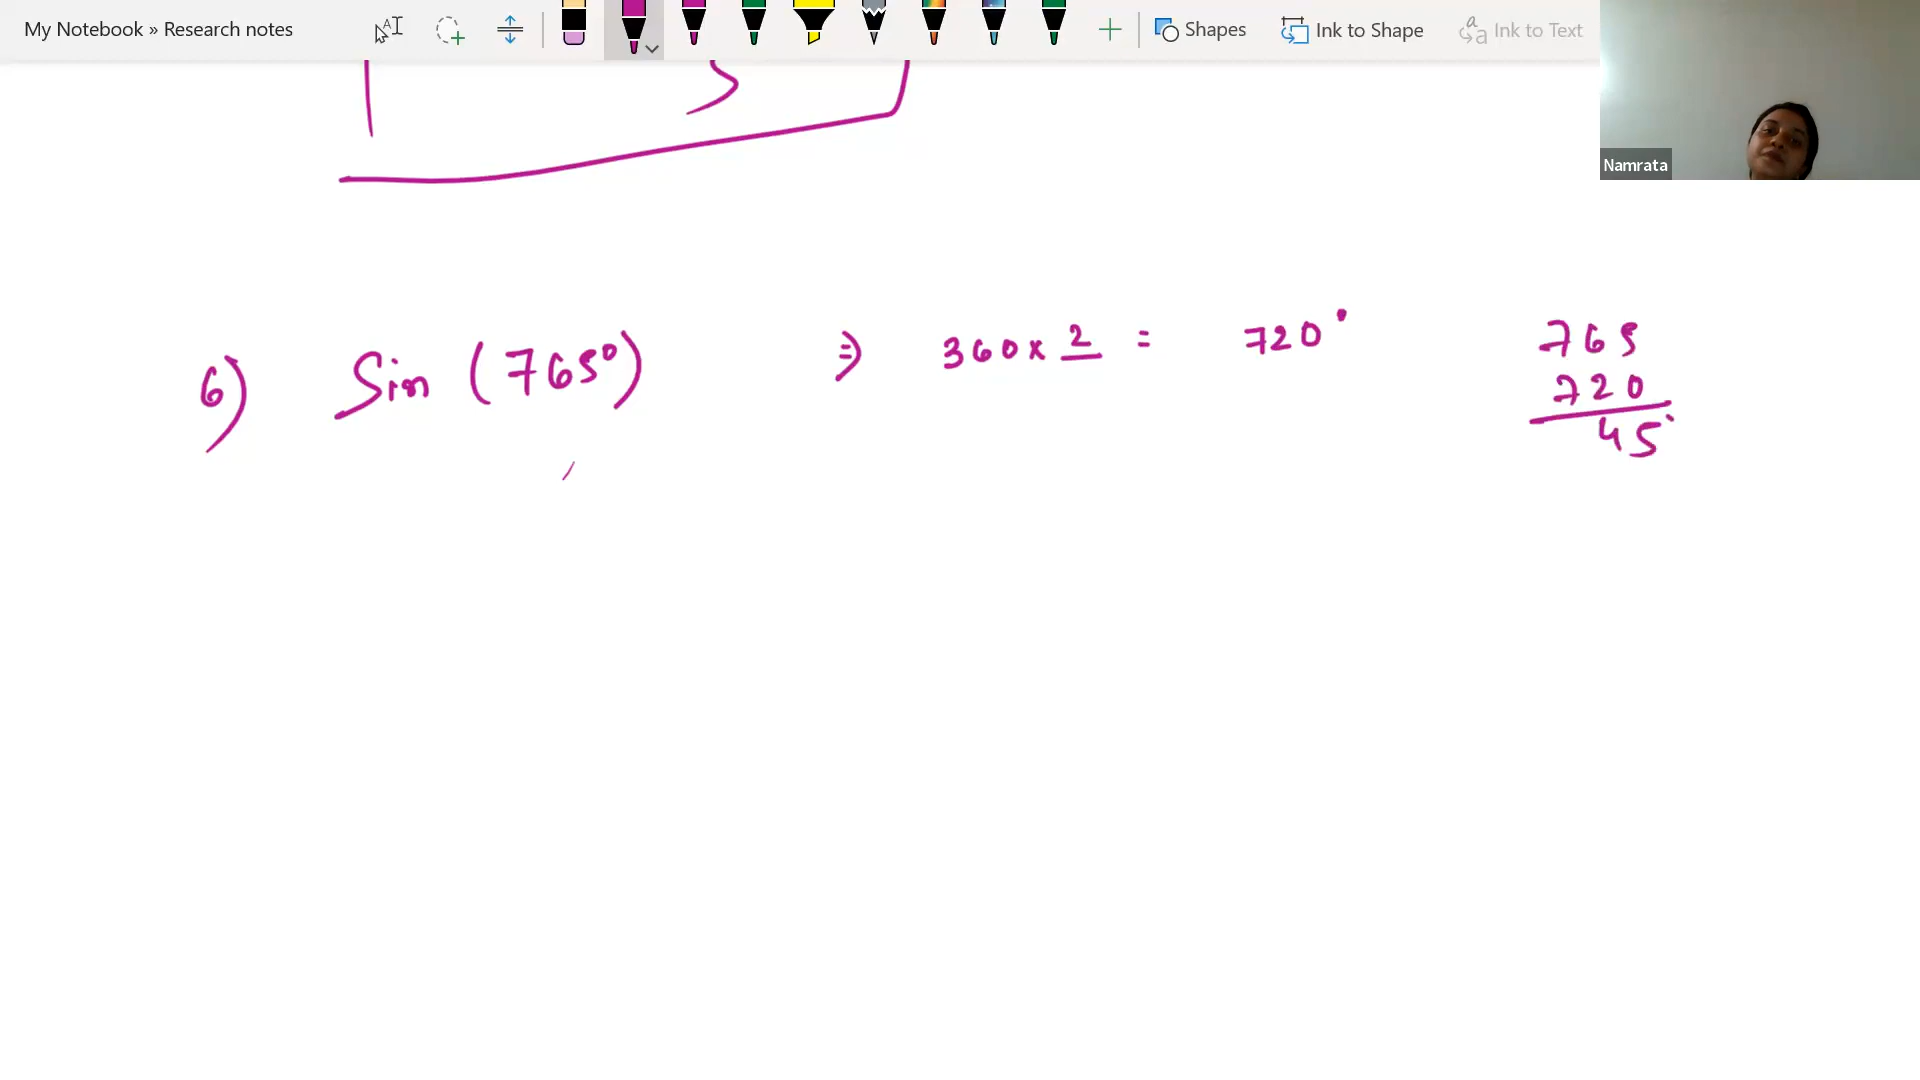 My Notebook » Research notes
Shapes
Ink to Shape
Ink to Text
Namrata
6) Sin (765°) ⇒ 360 x 2 = 720°
765
720
45°